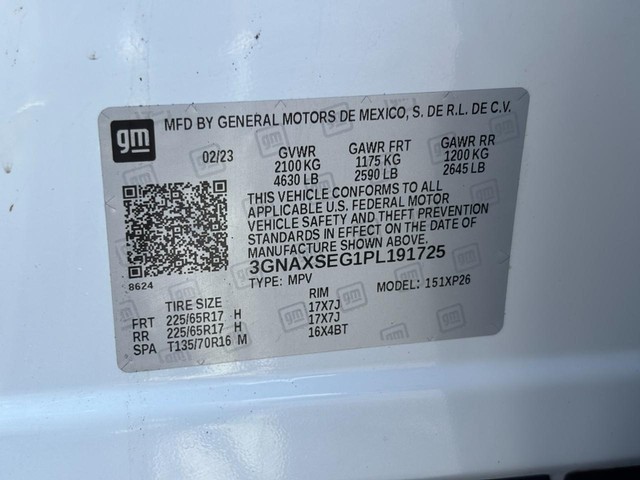 gm
MFD BY GENERAL MOTORS DE MEXICO, S. DE R.L. DE C.V.
02/23 GVWR GAWR FRT GAWR RR
2100 KG 1175 KG 1200 KG
4630 LB 2590 LB 2645 LB
THIS VEHICLE CONFORMS TO ALL
APPLICABLE U.S. FEDERAL MOTOR
VEHICLE SAFETY AND THEFT PREVENTION
STANDARDS IN EFFECT ON THE DATE OF
MANUFACTURE SHOWN ABOVE.
3GNAXSEG1PL191725
8624 TYPE: MPV MODEL: 151XP26
TIRE SIZE RIM
FRT 225/65R17 H 17X7J
RR 225/65R17 H 17X7J
SPA T135/70R16 M 16X4BT